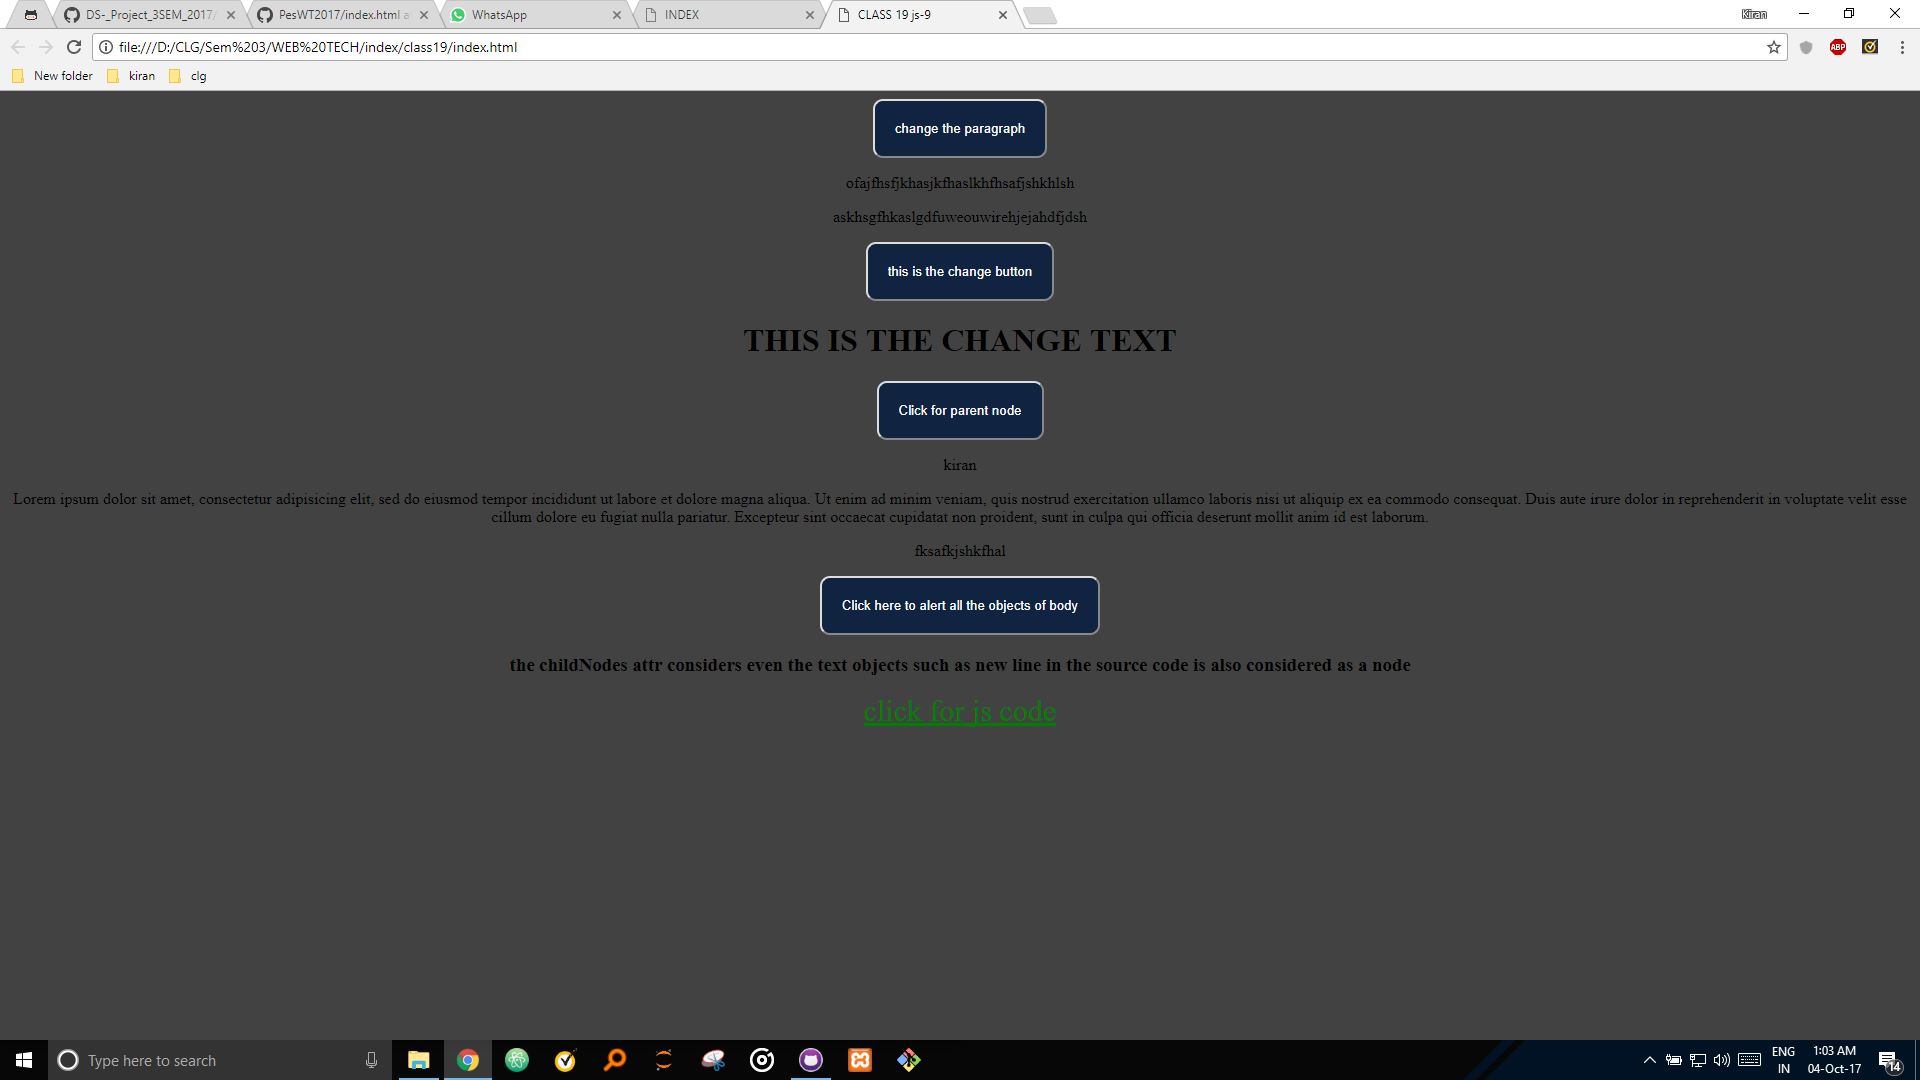 DS-_Project_3SEM_2017/
PesWT2017/index.html a
WhatsApp
INDEX
CLASS 19 js-9
Kiran
file:///D:/CLG/Sem%203/WEB%20TECH/index/class19/index.html
ABP
New folder
kiran
clg
change the paragraph
ofajfhsfjkhasjkfhaslkhfhsafjshkhlsh
askhsgfhkaslgdfuweouwirehjejahdfjdsh
this is the change button
THIS IS THE CHANGE TEXT
Click for parent node
kiran
Lorem ipsum dolor sit amet, consectetur adipisicing elit, sed do eiusmod tempor incididunt ut labore et dolore magna aliqua. Ut enim ad minim veniam, quis nostrud exercitation ullamco laboris nisi ut aliquip ex ea commodo consequat. Duis aute irure dolor in reprehenderit in voluptate velit esse
cillum dolore eu fugiat nulla pariatur. Excepteur sint occaecat cupidatat non proident, sunt in culpa qui officia deserunt mollit anim id est laborum.
fksafkjshkfhal
Click here to alert all the objects of body
the childNodes attr considers even the text objects such as new line in the source code is also considered as a node
click for js code
Type here to search
ENG
IN
1:03 AM
04-Oct-17
14